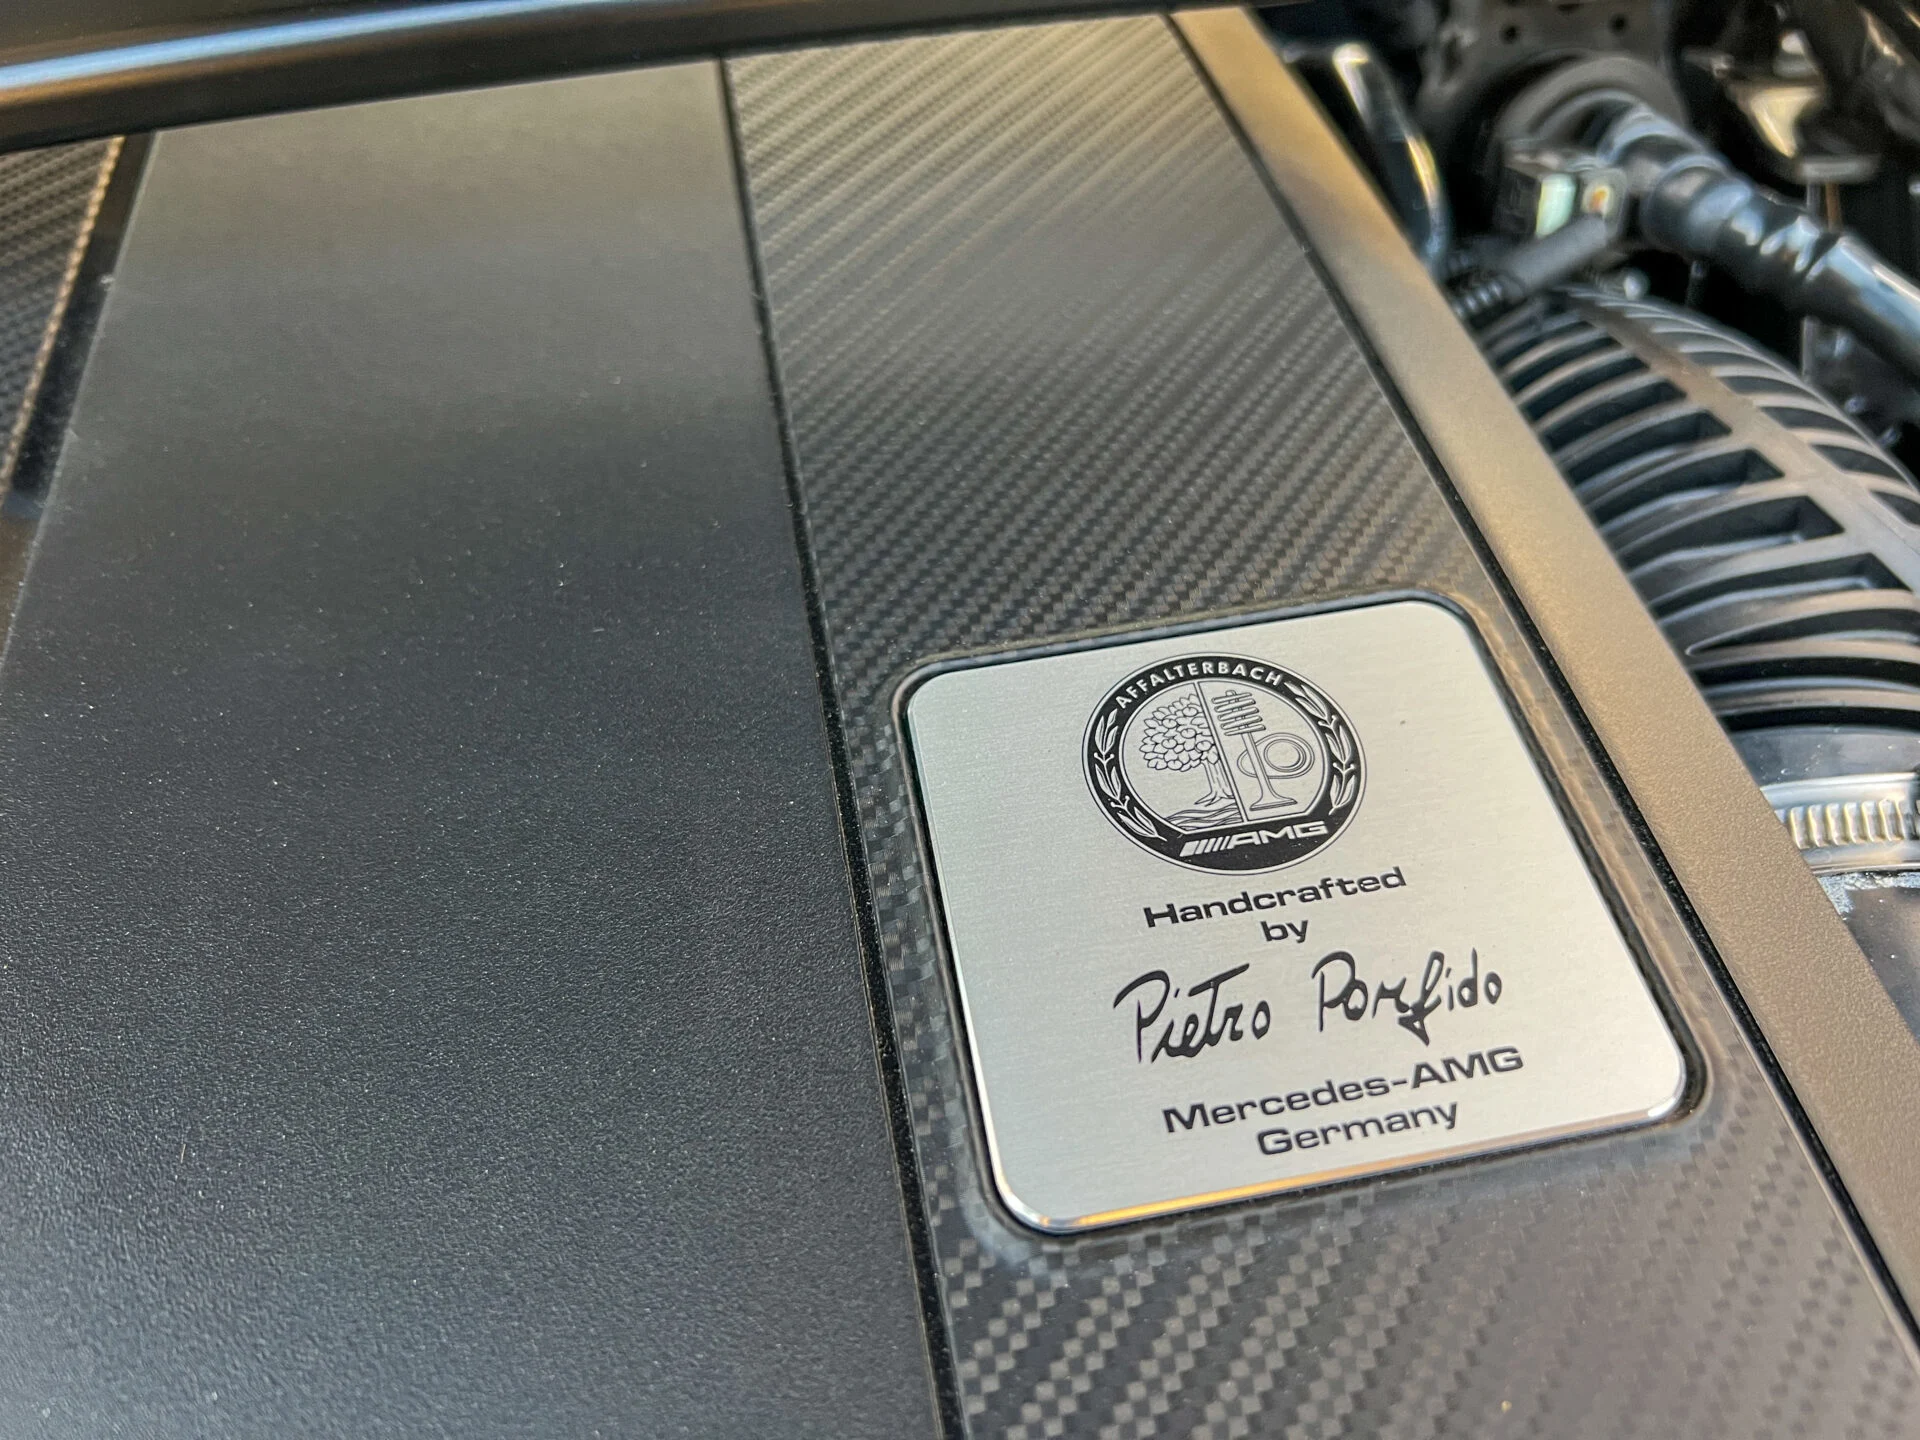 AFFALTERBACH
AMG
Handcrafted
by
Pietro Porfido
Mercedes-AMG
Germany